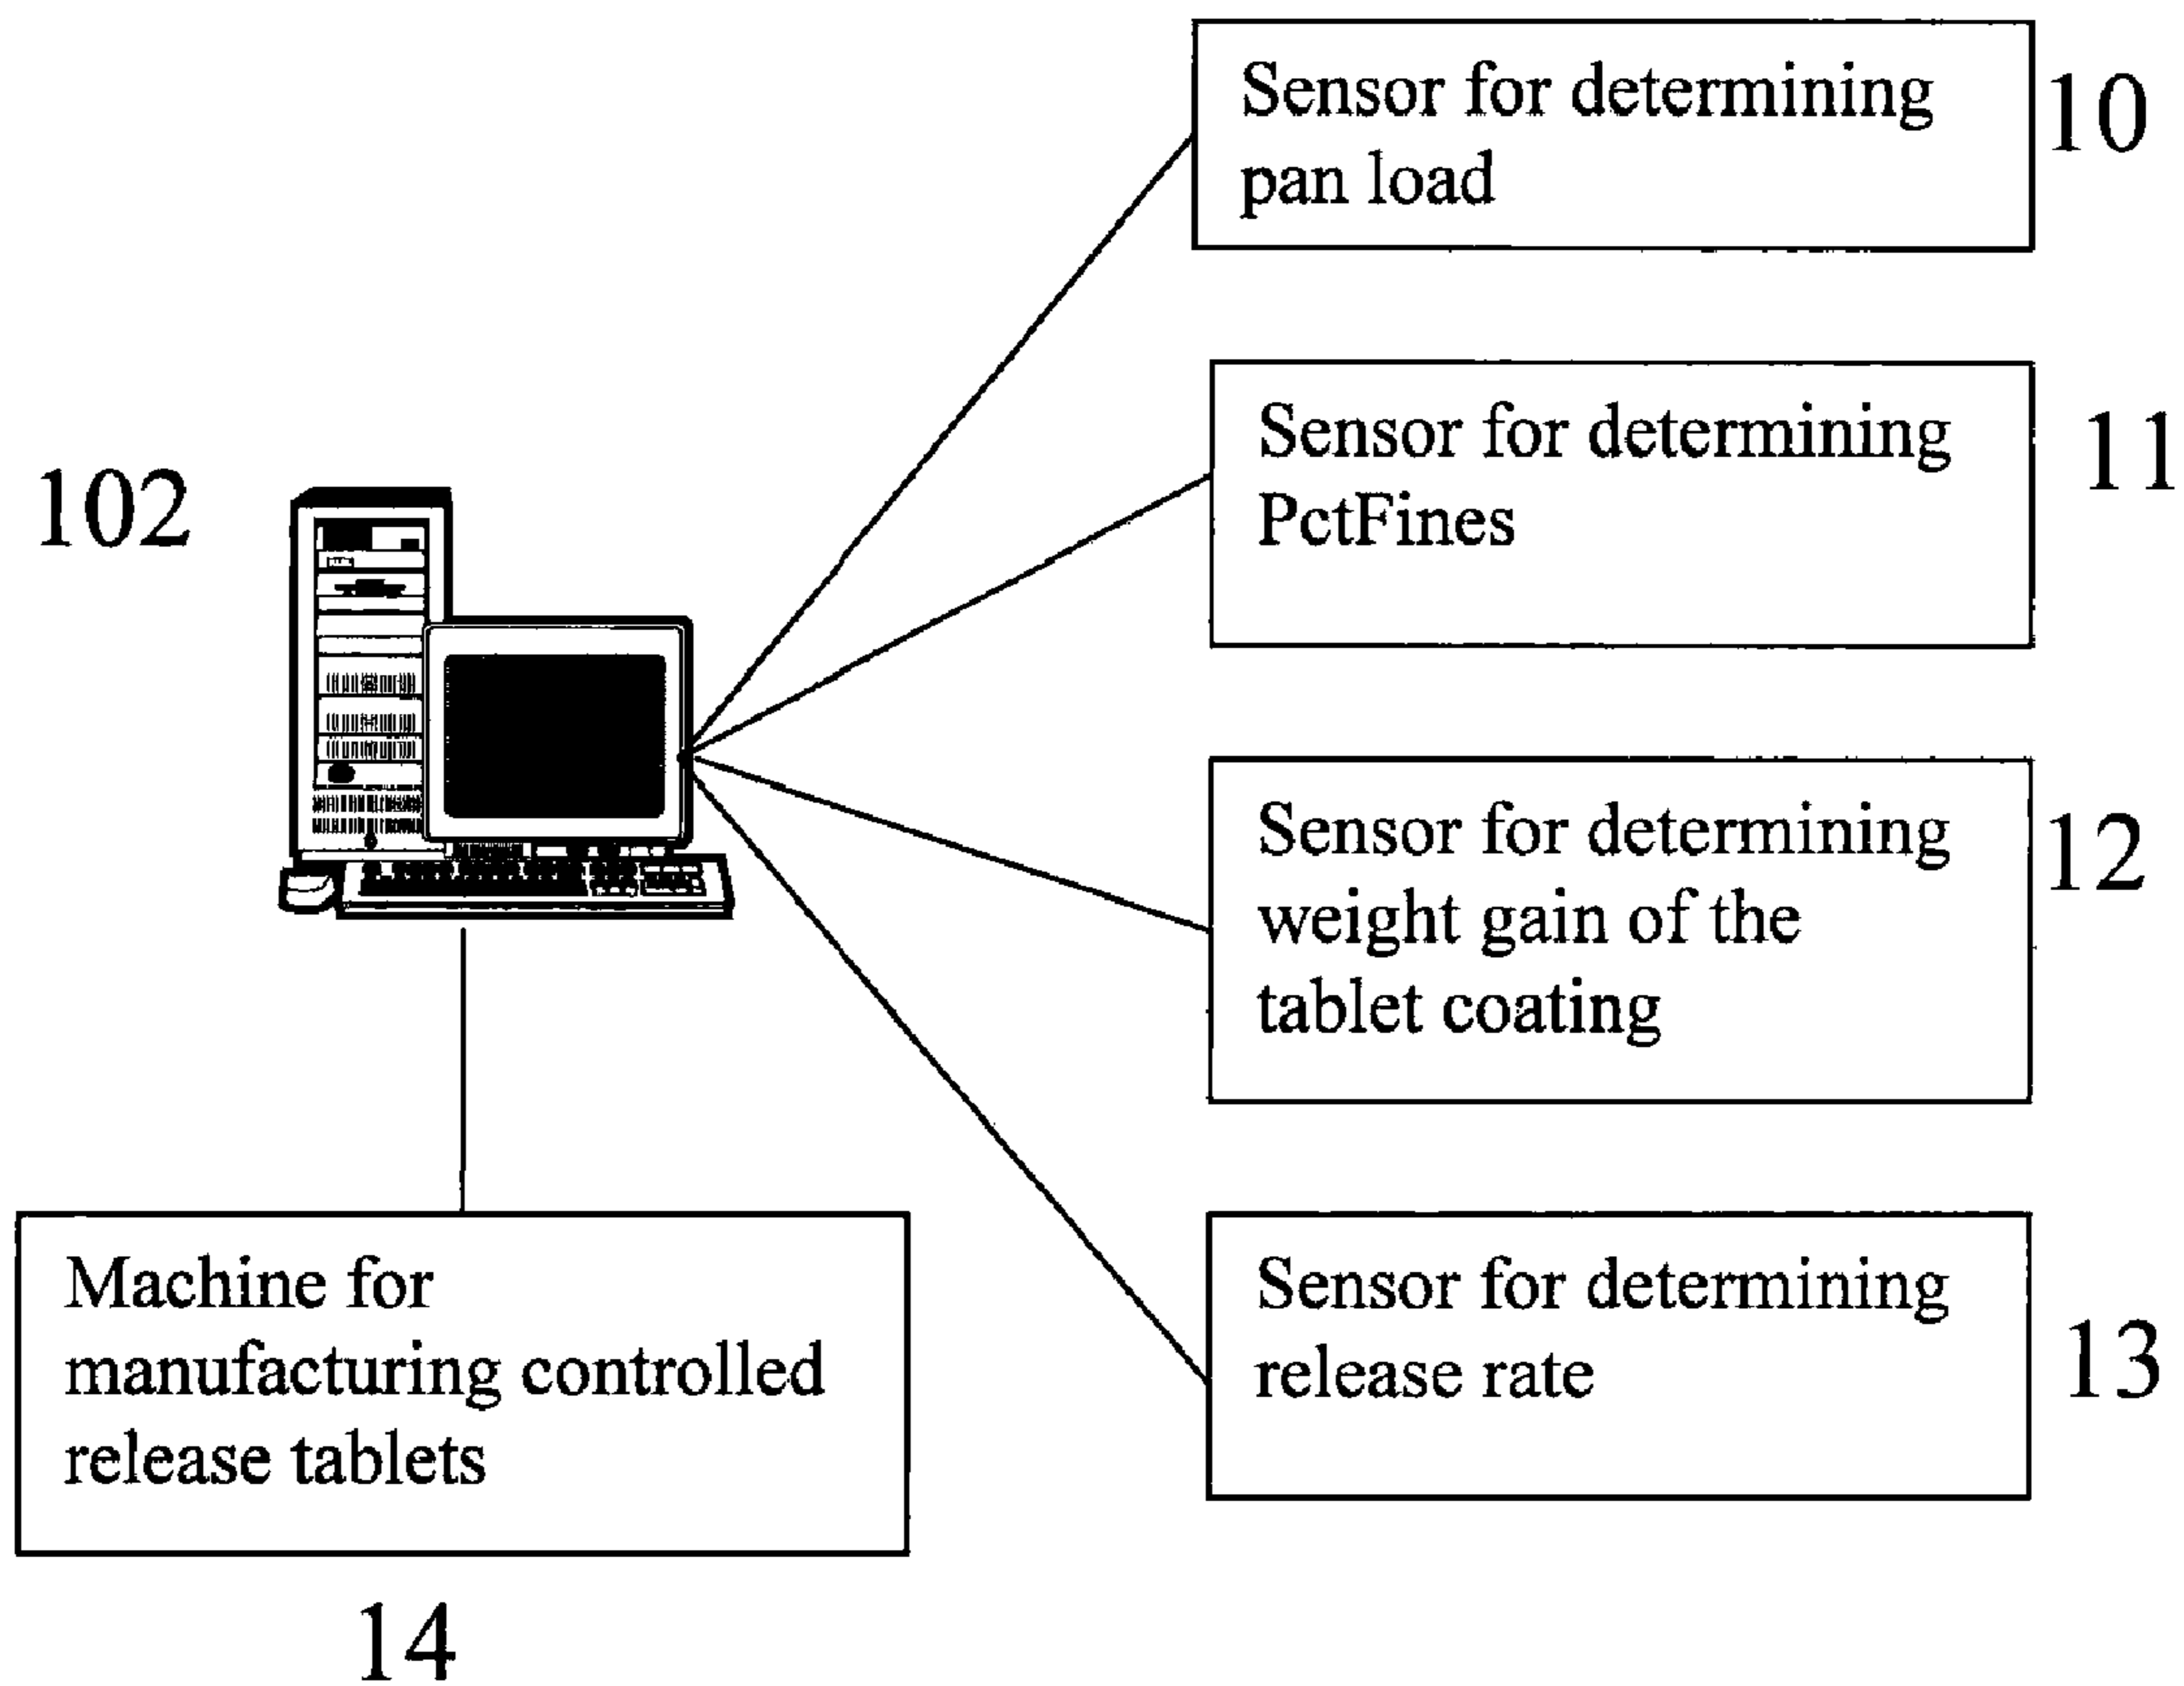 Sensor for determining
pan load
10
Sensor for determining
PctFines
11
102
Sensor for determining
weight gain of the
tablet coating
12
Sensor for determining
release rate
13
Machine for
manufacturing controlled
release tablets
14